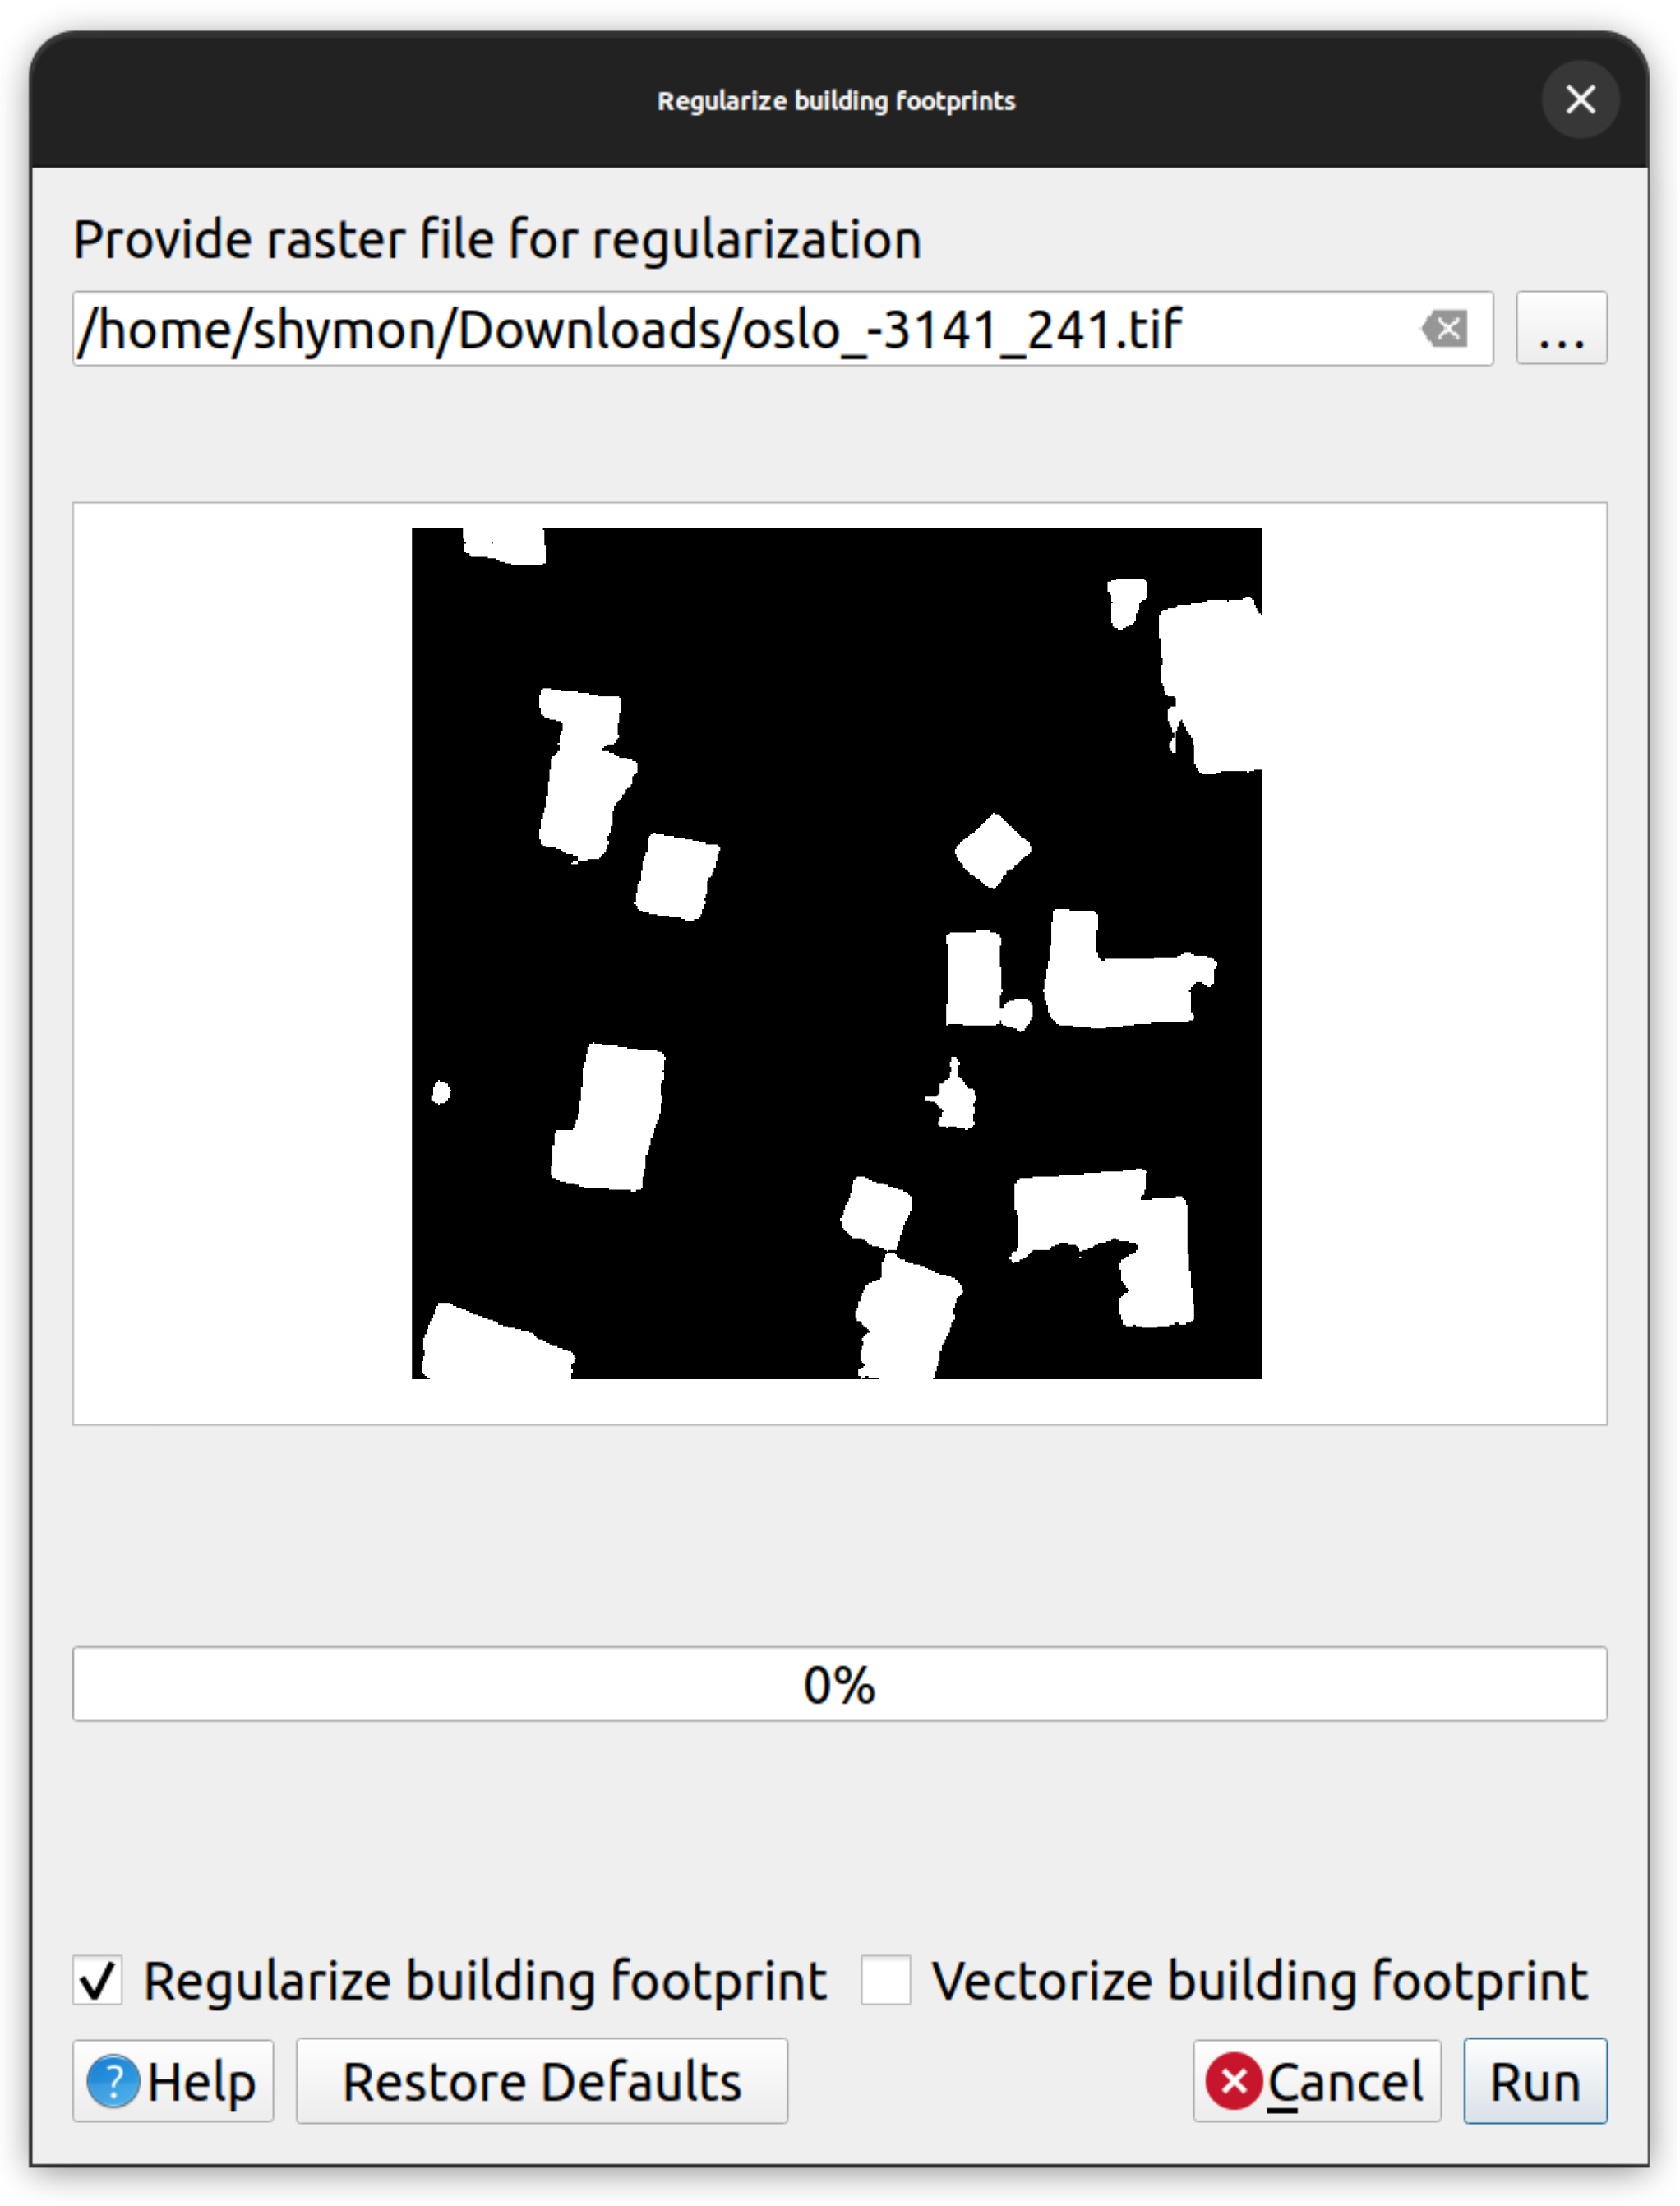 Regularize building footprints
Provide raster file for regularization
/home/shymon/Downloads/oslo_-3141_241.tif
...
0%
Regularize building footprint Vectorize building footprint
Help Restore Defaults Cancel Run